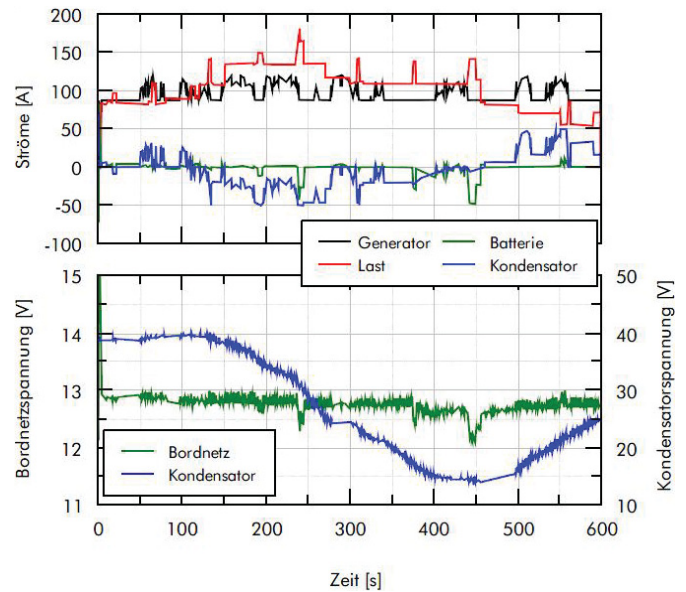 200
150
100
50
0
-50
-100
Ströme [A]
Generator
Last
Batterie
Kondensator
15
14
13
12
11
Bordnetzspannung [V]
50
40
30
20
10
Kondensatorspannung [V]
Bordnetz
Kondensator
0 100 200 300 400 500 600
Zeit [s]